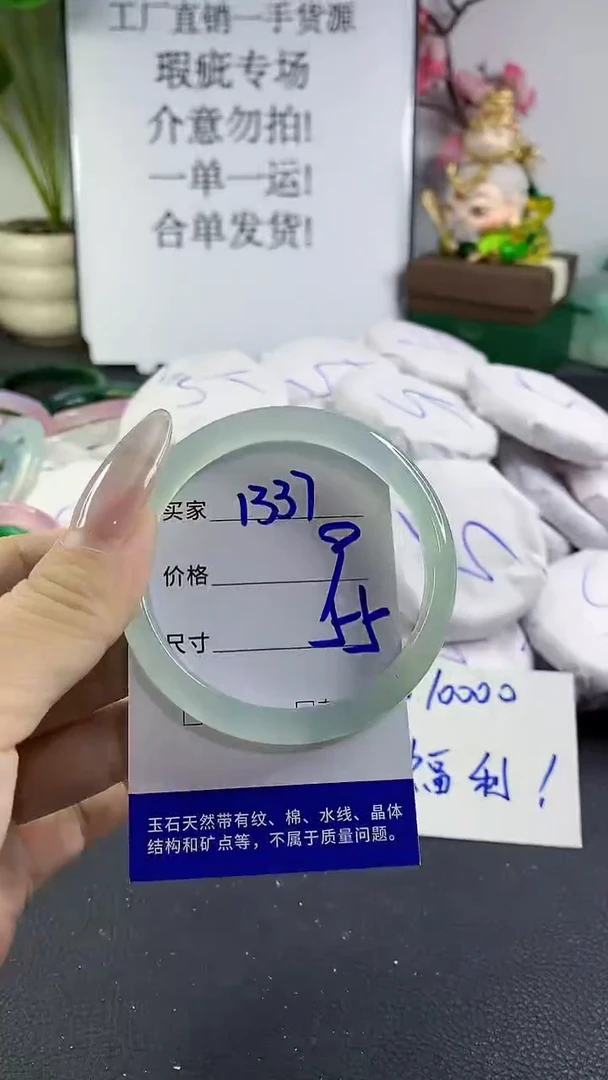 工厂直销一手货源
瑕疵专场
介意勿拍!
一单一运!
合单发货!
买家 1337
价格
尺寸 55
10000
福利!
玉石天然带有纹、棉、水线、晶体
结构和矿点等，不属于质量问题。